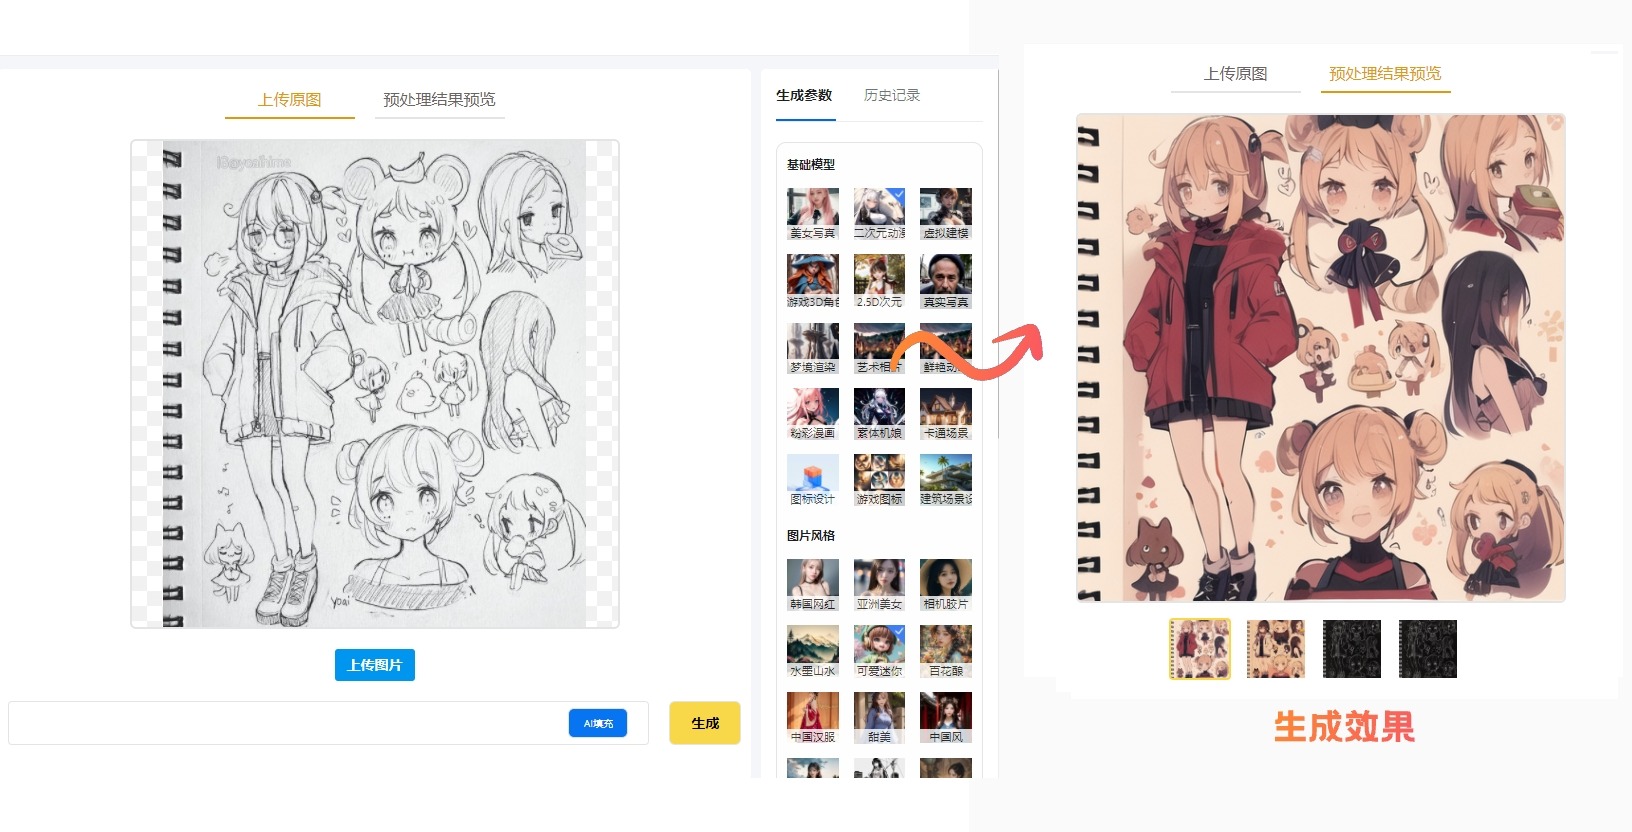 上传原图
预处理结果预览
IG@yosihime
yoai
上传图片
AI填充
生成
生成参数
历史记录
基础模型
美女写真
二次元动漫
虚拟建模
游戏3D角色
2.5D次元
真实写真
梦境渲染
艺术相片
鲜艳动
粉彩漫画
素体机娘
卡通场景
图标设计
游戏图标
建筑场景设
图片风格
韩国网红
亚洲美女
相机胶片
水墨山水
可爱迷你
百花酿
中国汉服
甜美
中国风
上传原图
预处理结果预览
生成效果